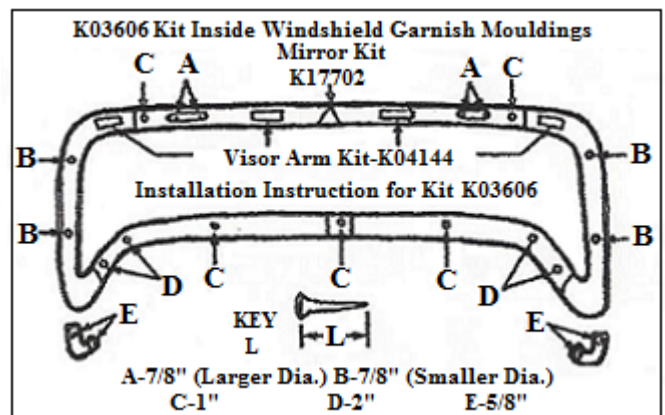 K03606 Kit Inside Windshield Garnish Mouldings
Mirror Kit
K17702
C A A C
B B
Visor Arm Kit-K04144
Installation Instruction for Kit K03606
B B
D C C C D
E KEY L E
L
A-7/8" (Larger Dia.) B-7/8" (Smaller Dia.)
C-1" D-2" E-5/8"